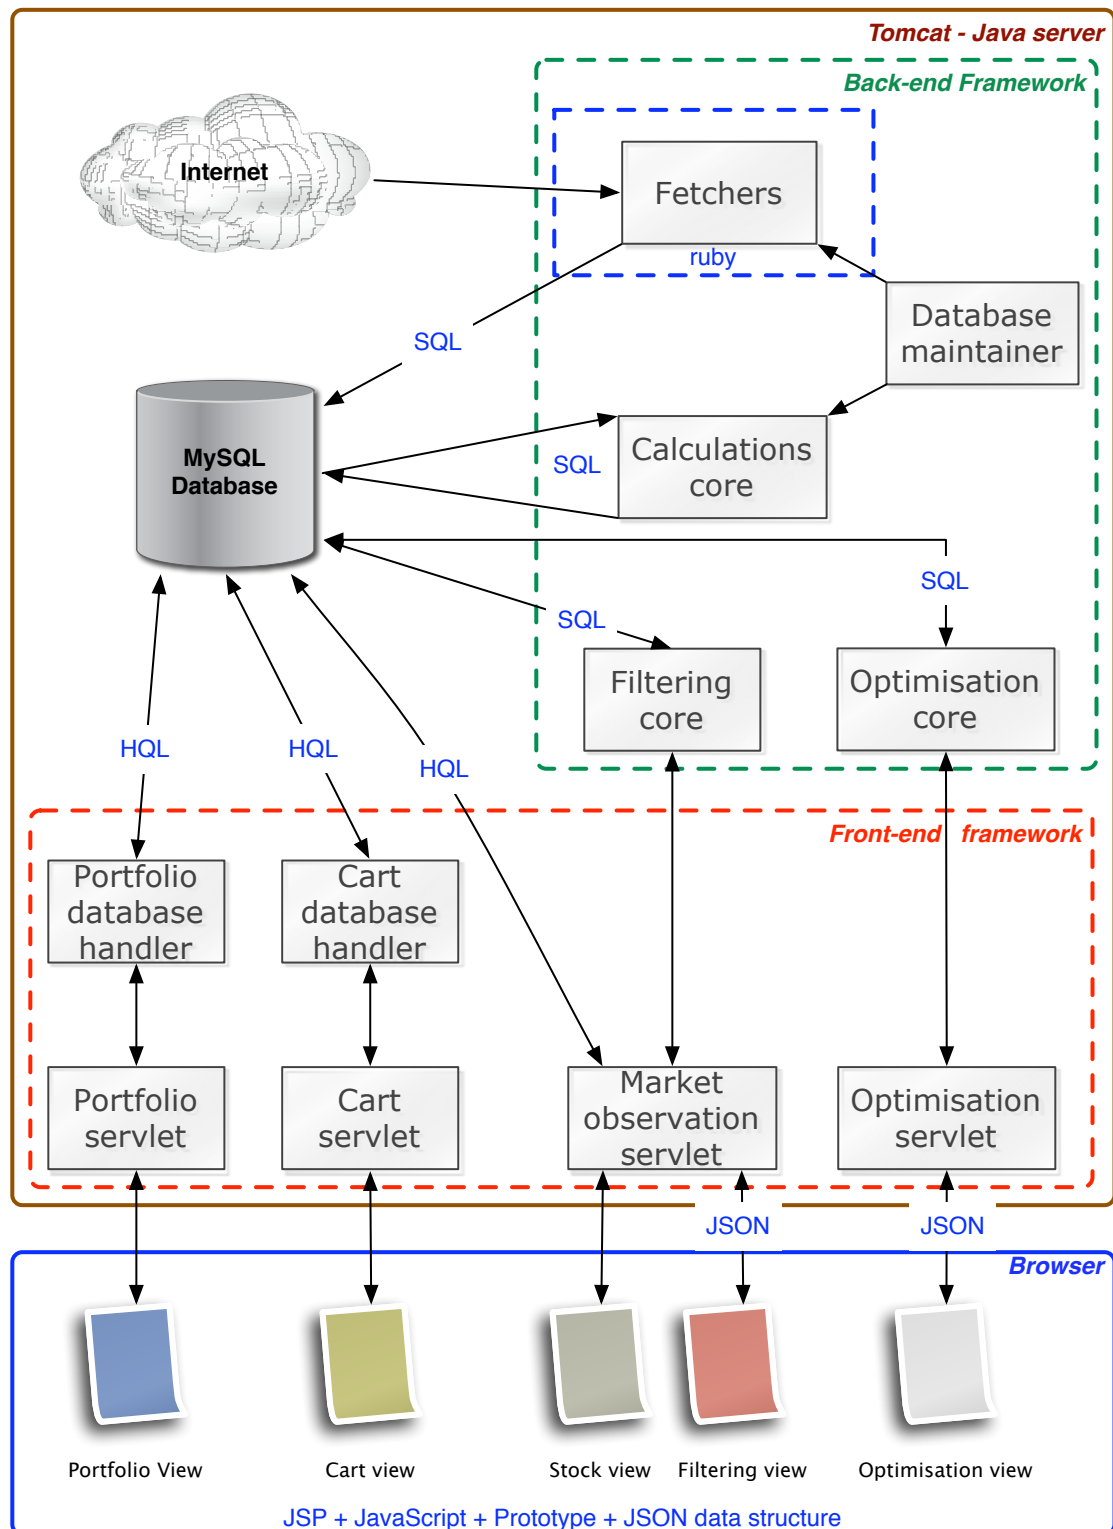 Tomcat - Java server
Back-end Framework
Internet
Fetchers
ruby
Database
maintainer
SQL
MySQL
Database
SQL
Calculations
core
SQL
SQL
Filtering
core
Optimisation
core
HQL
HQL
HQL
Front-end framework
Portfolio
database
handler
Cart
database
handler
Portfolio
servlet
Cart
servlet
Market
observation
servlet
Optimisation
servlet
JSON
JSON
Browser
Portfolio View
Cart view
Stock view
Filtering view
Optimisation view
JSP + JavaScript + Prototype + JSON data structure